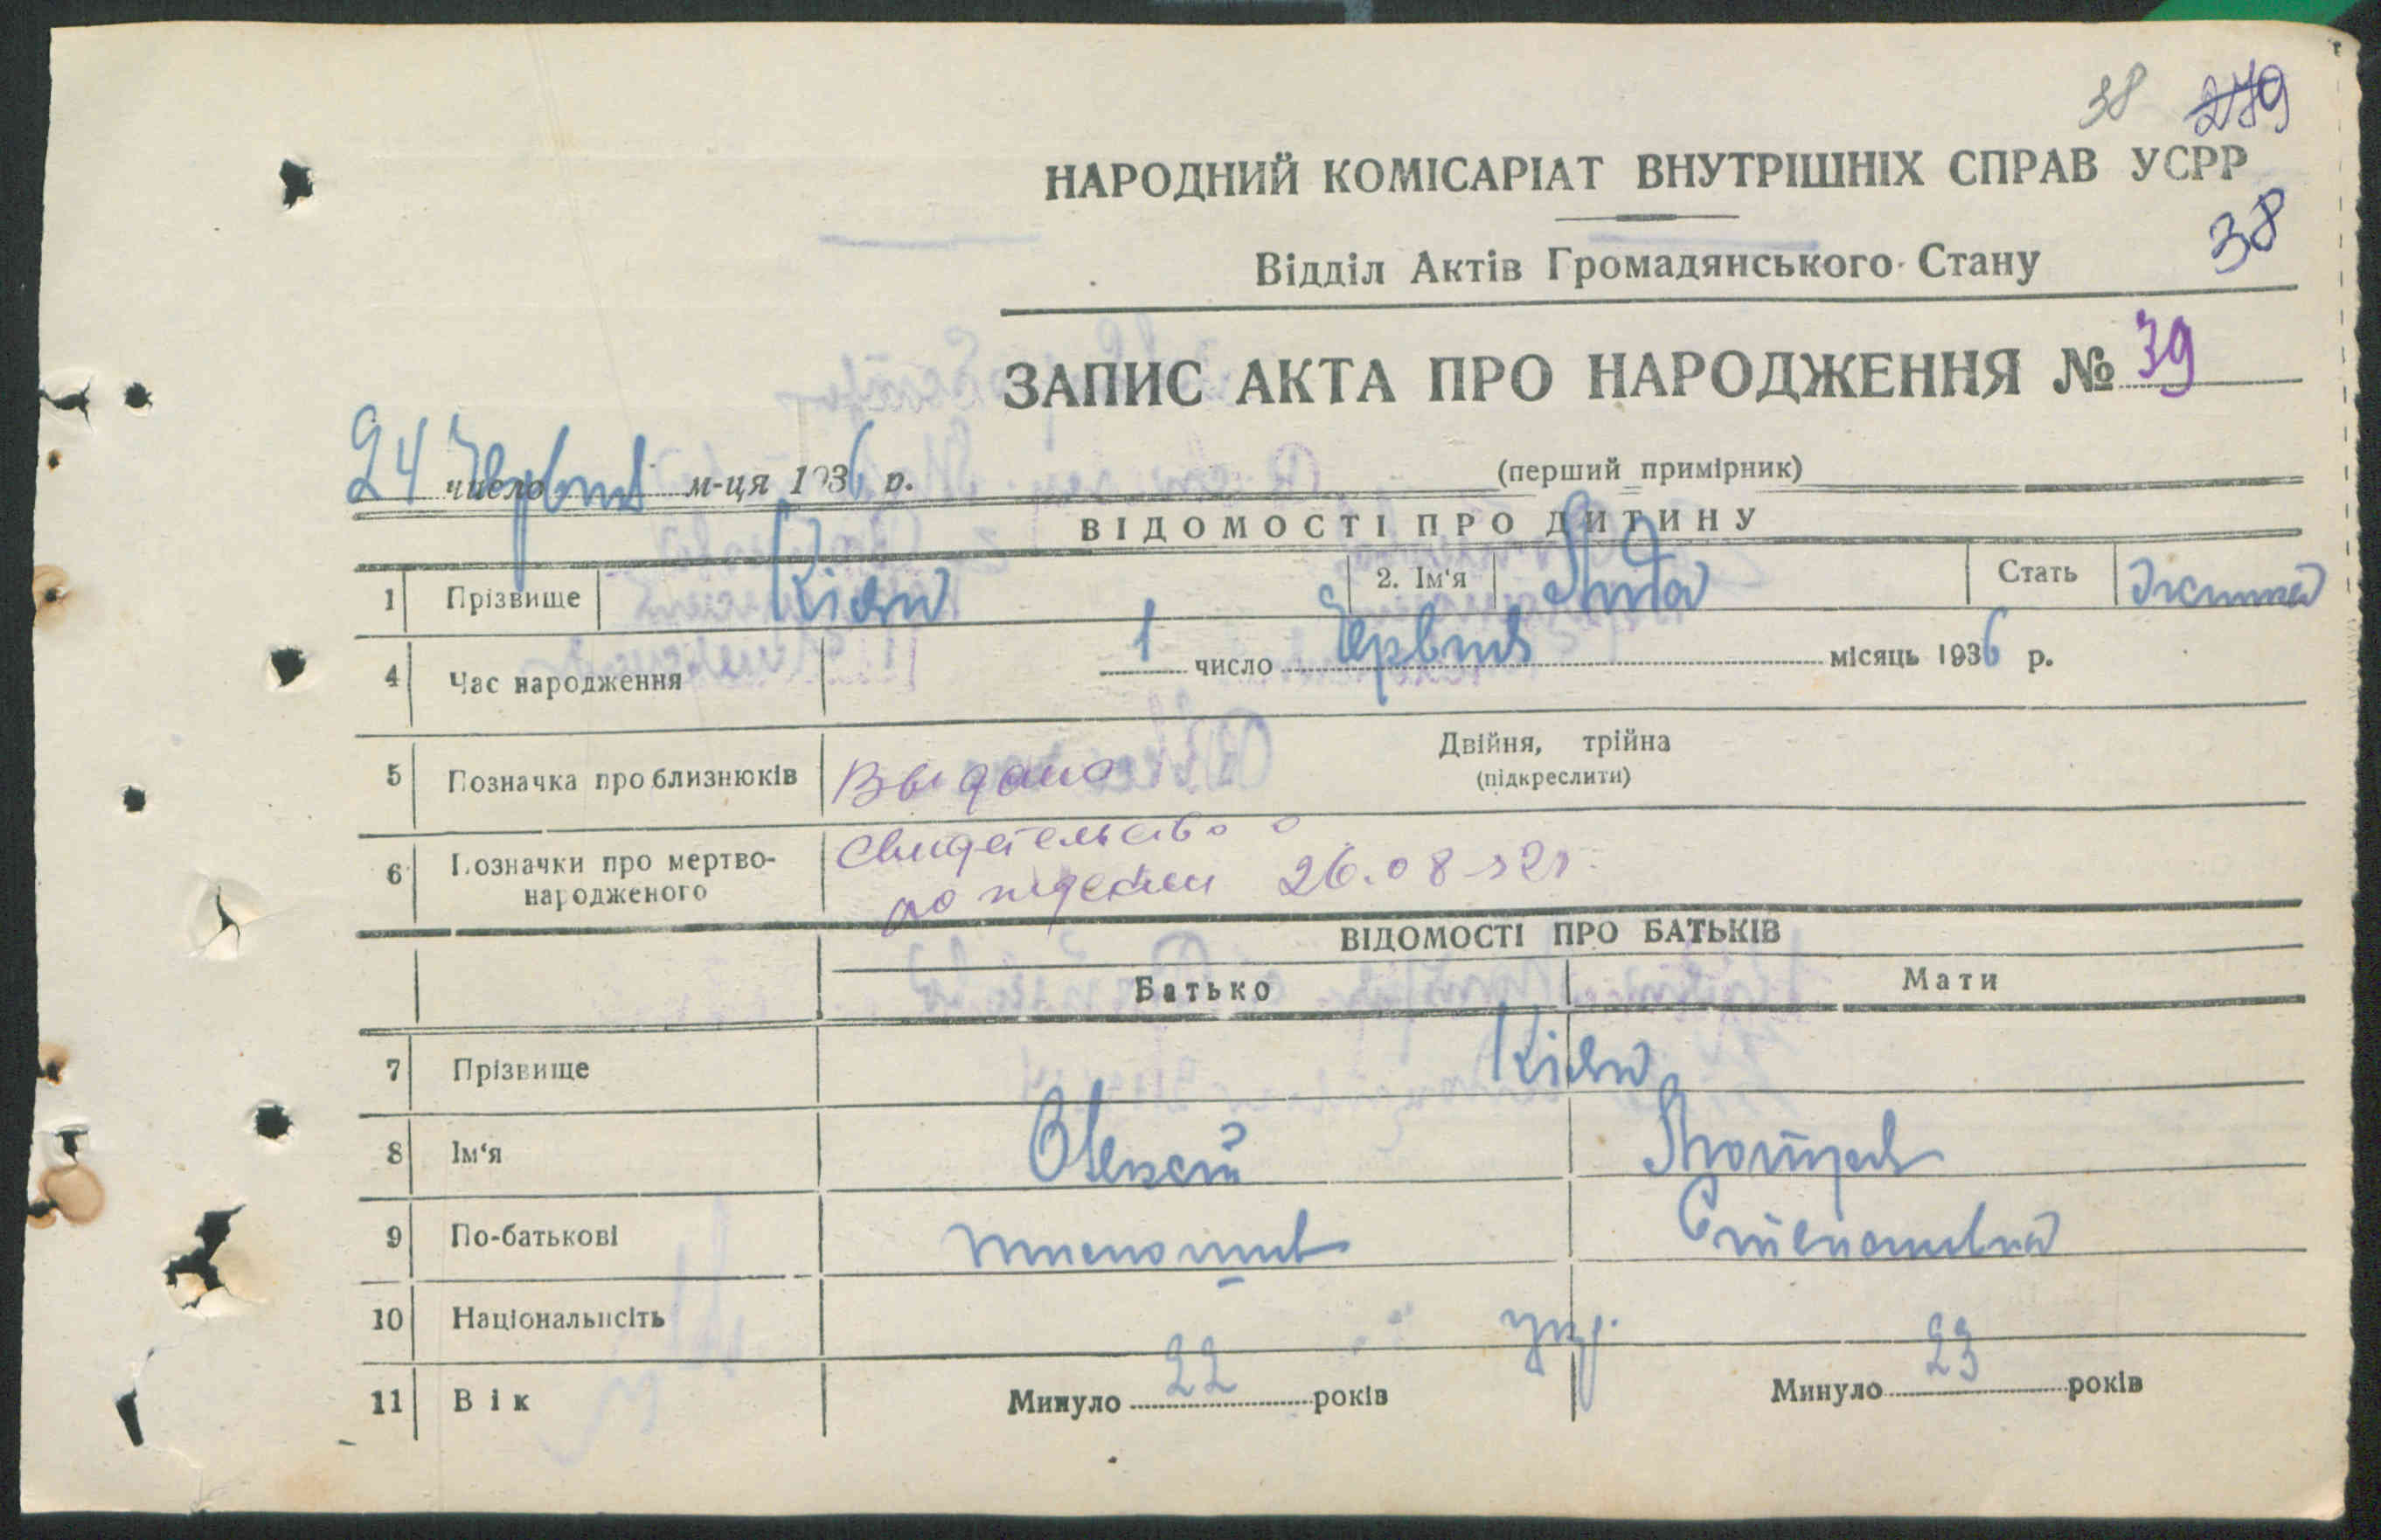 38 279
НАРОДНИЙ КОМІСАРІАТ ВНУТРІШНІХ СПРАВ УСРР
38
Відділ Актів Громадянського Стану
ЗАПИС АКТА ПРО НАРОДЖЕННЯ № 39
24 число Червня м-ця 1936 р.
(перший примірник)
ВІДОМОСТІ ПРО ДИТИНУ
1 Прізвище 2. Ім'я Стать
4 Час народження 1 число Червня місяць 1936 р.
5 Позначка про близнюків Выдано Двійня, трійна
(підкреслити)
6 Позначки про мертво-
народженого
свидетельство о
рождении 26.08
ВІДОМОСТІ ПРО БАТЬКІВ
Батько Мати
7 Прізвище
8 Ім'я Олексій
9 По-батькові Степановна
10 Національність укр.
11 Вік Минуло 22 років Минуло 23 років